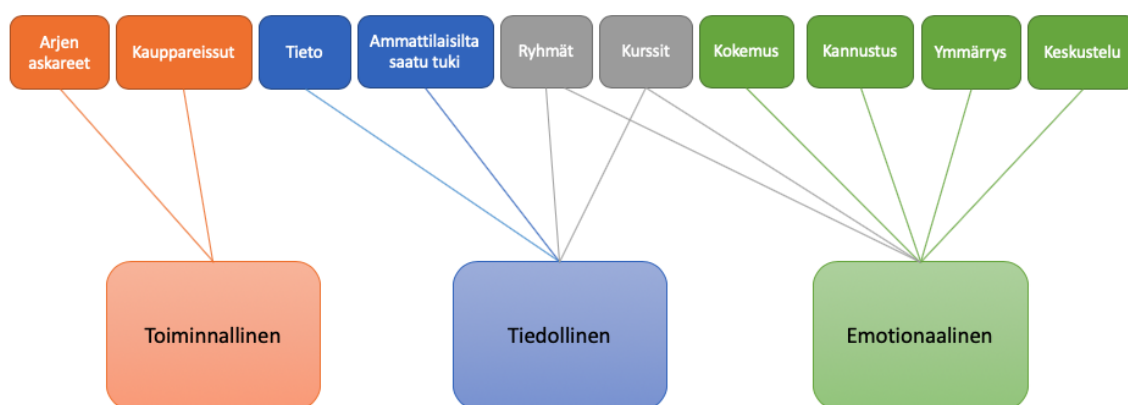 Arjen
askareet
Kauppareissut
Tieto
Ammattilaisilta
saatu tuki
Ryhmät
Kurssit
Kokemus
Kannustus
Ymmärrys
Keskustelu
Toiminnallinen
Tiedollinen
Emotionaalinen